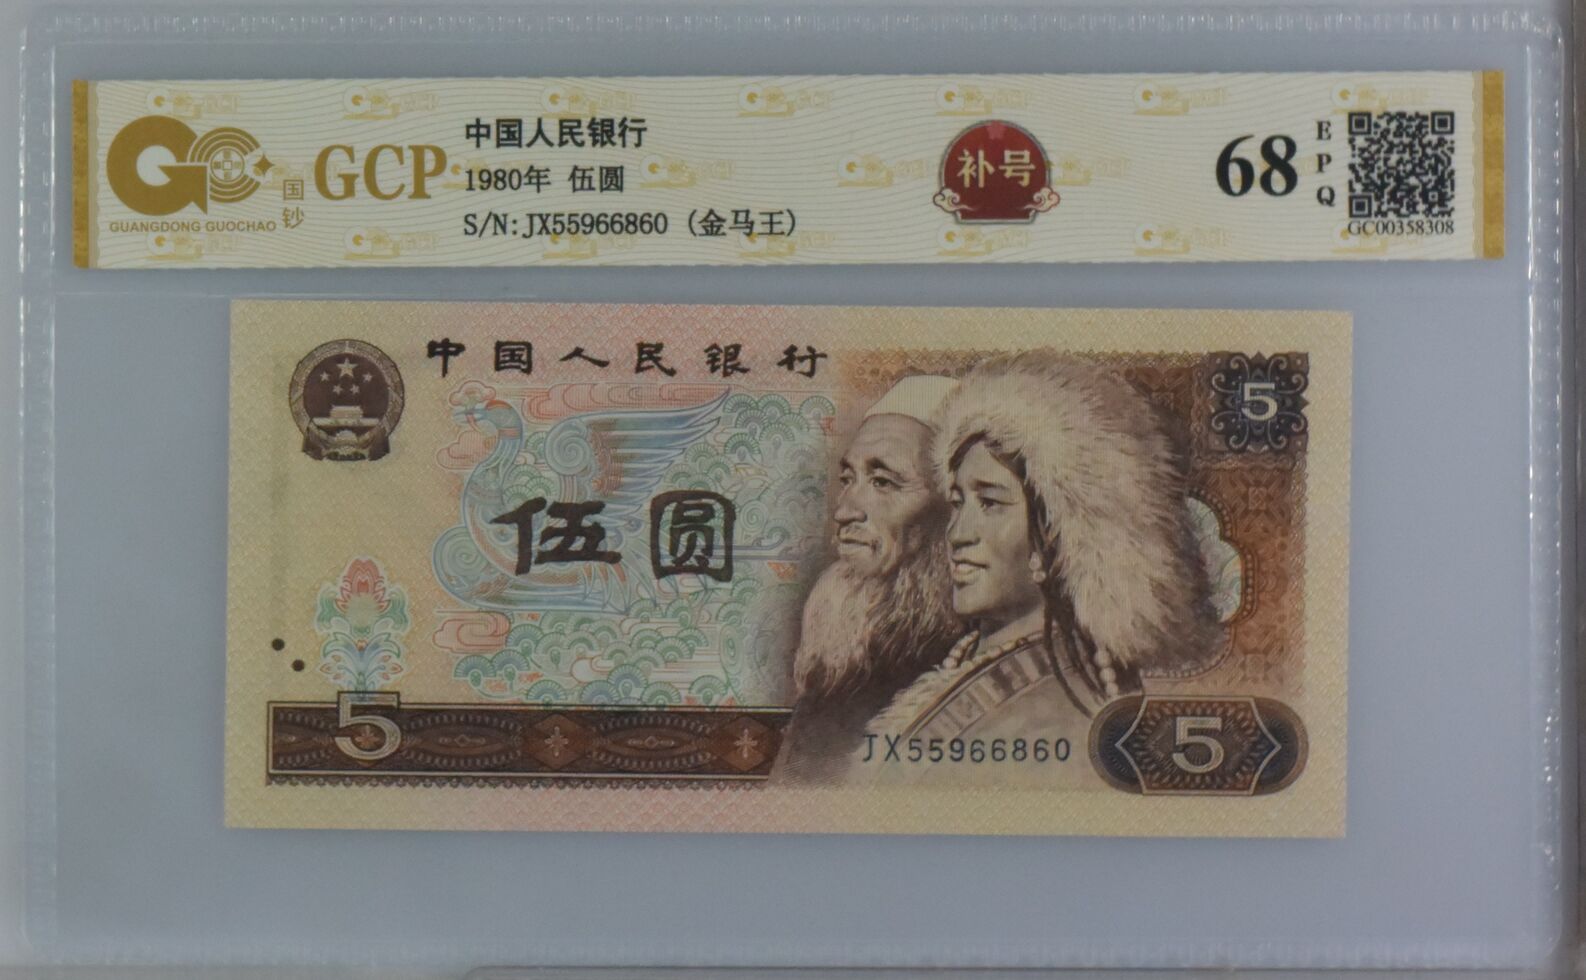 GCP
国钞
GUANGDONG GUOCHAO
中国人民银行
1980年 伍圆
S/N:JX55966860 (金马王)
补号
68
EPQ
GC00358308
中国人民银行
5
伍圆
5
JX55966860
5